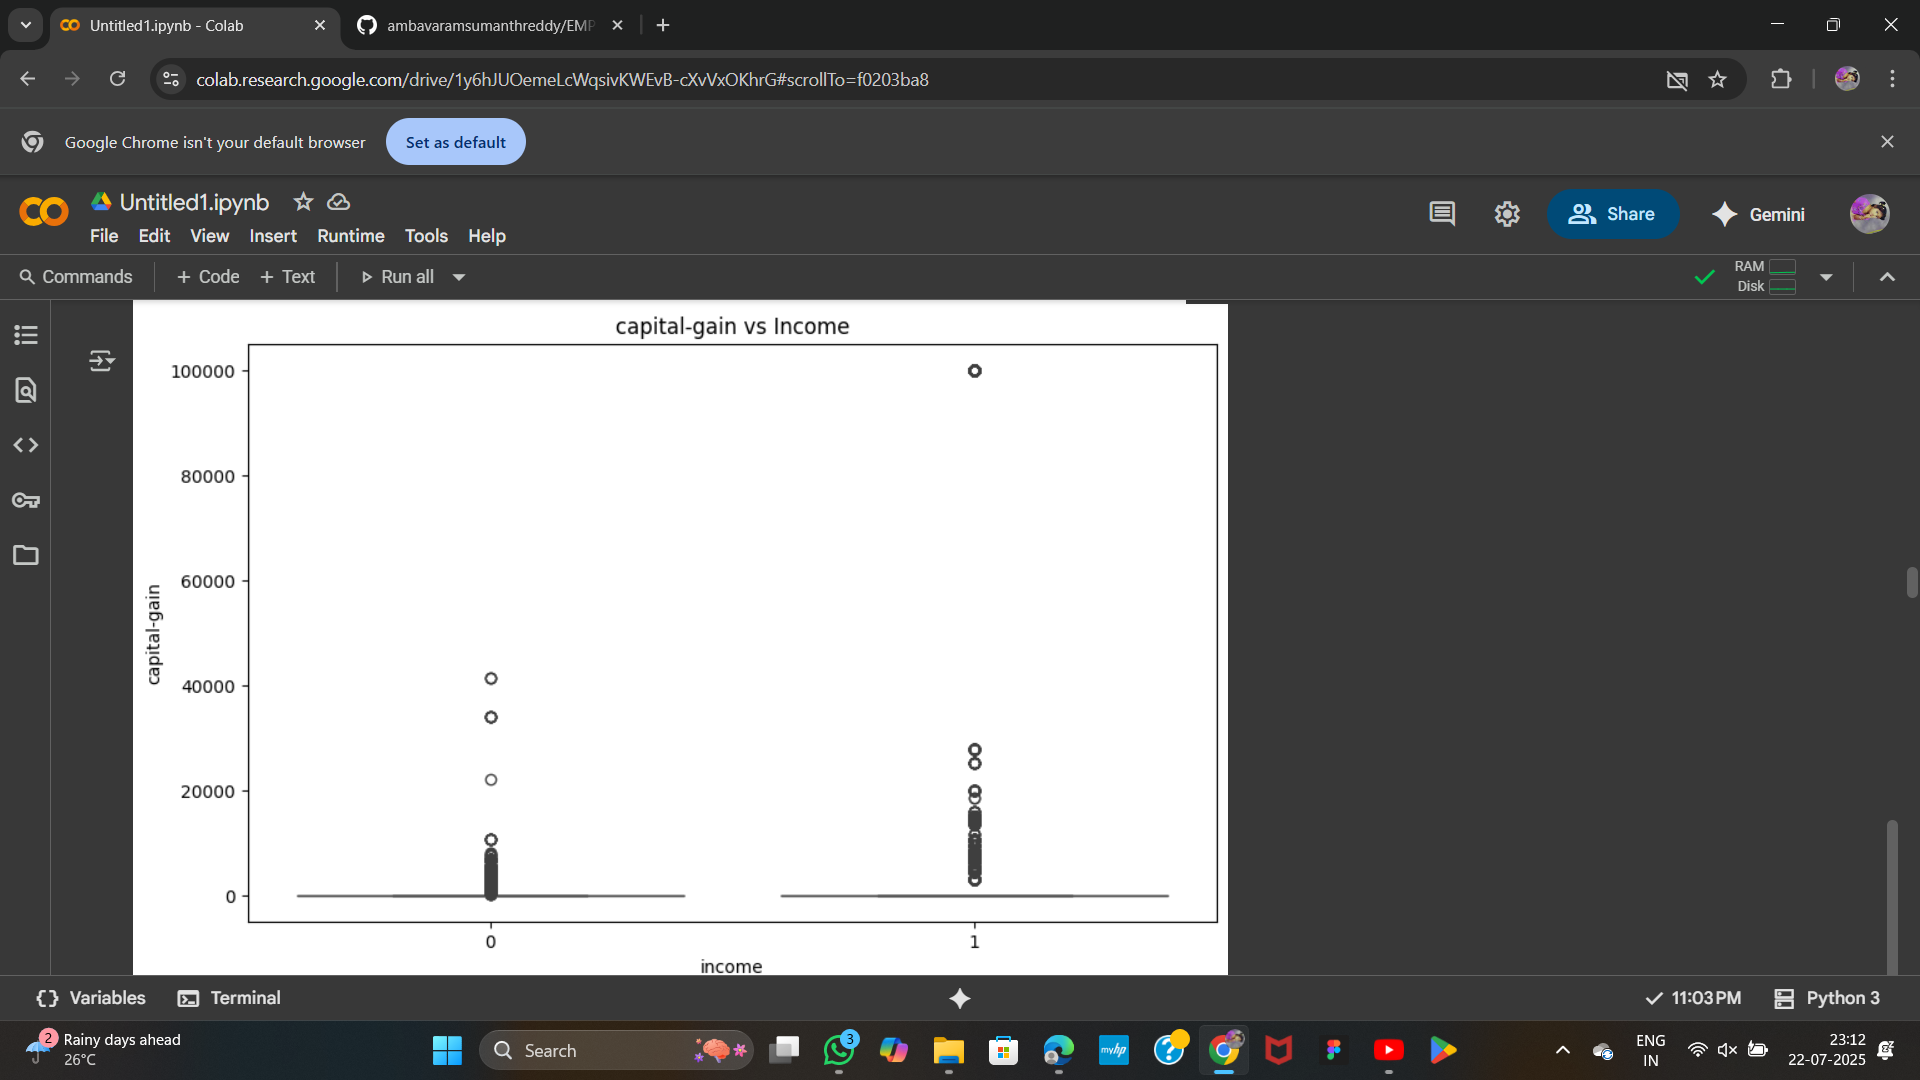 Untitled1.ipynb - Colab
ambavaramsumanthreddy/EMP
colab.research.google.com/drive/1y6hJUOemeLcWqsivKWEvB-cXvVxOKhrG#scrollTo=f0203ba8
Google Chrome isn't your default browser
Set as default
Untitled1.ipynb
Share
Gemini
File Edit View Insert Runtime Tools Help
Commands + Code + Text Run all
RAM
Disk
capital-gain vs Income
100000
80000
60000
40000
20000
0
capital-gain
0 1
income
Variables Terminal
11:03 PM Python 3
2
Rainy days ahead
26°C
Search
3
myhp
ENG
IN
23:12
22-07-2025